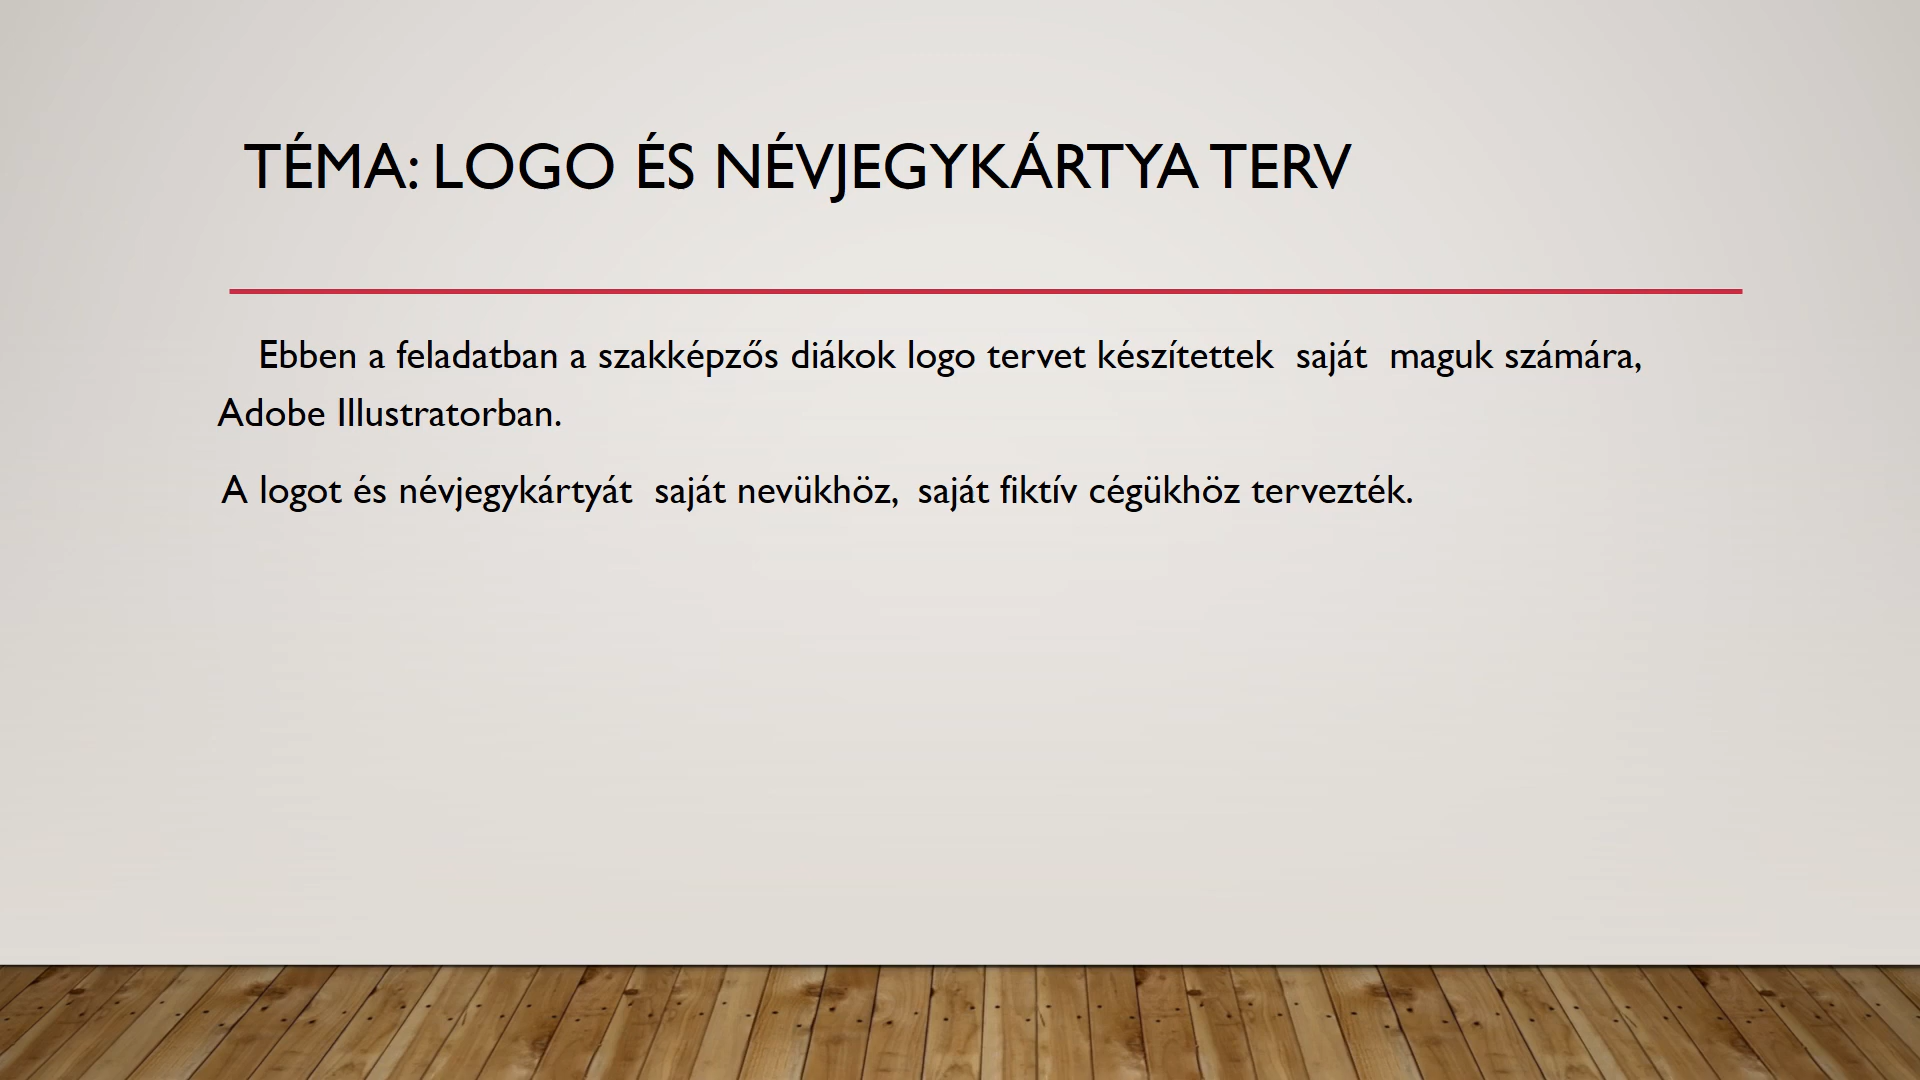 TÉMA: LOGO ÉS NÉVJEGYKÁRTYA TERV
Ebben a feladatban a szakképzős diákok logo tervet készítettek  saját  maguk számára,
Adobe Illustratorban.
A logot és névjegykártyát  saját nevükhöz,  saját fiktív cégükhöz tervezték.